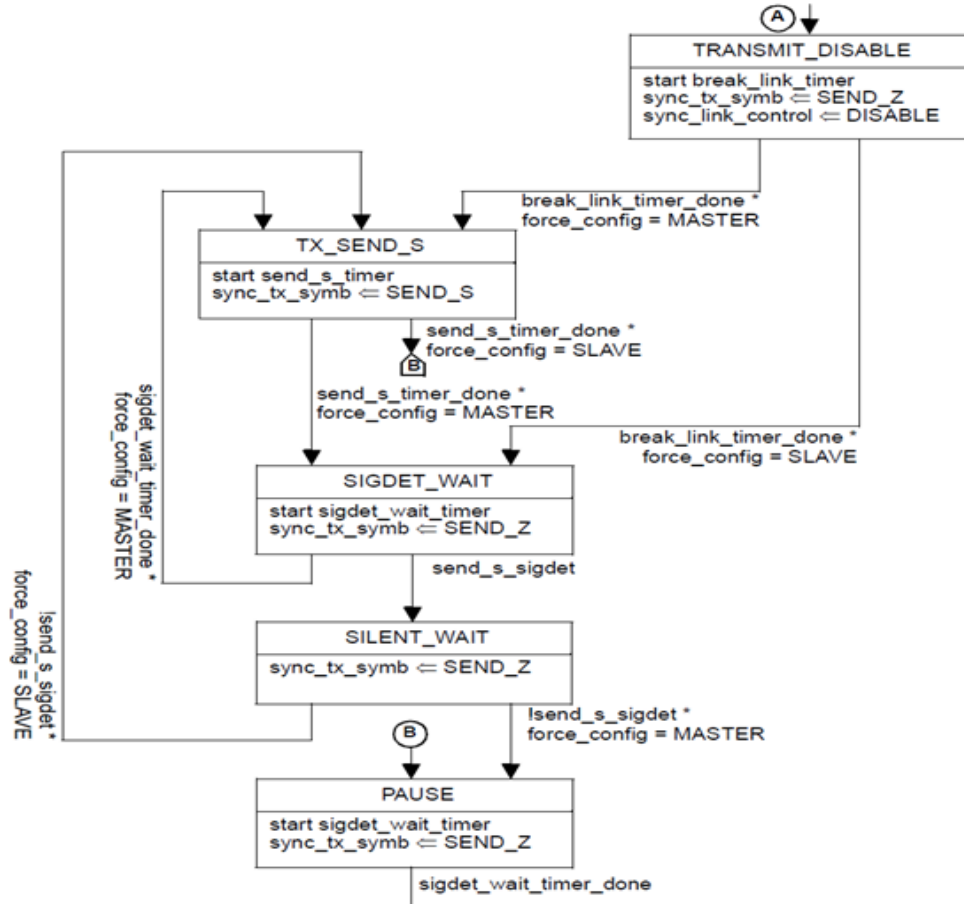 A
TRANSMIT_DISABLE
start break_link_timer
sync_tx_symb ⇐ SEND_Z
sync_link_control ⇐ DISABLE
break_link_timer_done *
force_config = MASTER
TX_SEND_S
start send_s_timer
sync_tx_symb ⇐ SEND_S
send_s_timer_done *
force_config = SLAVE
B
send_s_timer_done *
force_config = MASTER
break_link_timer_done *
force_config = SLAVE
sigdet_wait_timer_done *
force_config = MASTER
SIGDET_WAIT
start sigdet_wait_timer
sync_tx_symb ⇐ SEND_Z
send_s_sigdet
!send_s_sigdet *
force_config = SLAVE
SILENT_WAIT
sync_tx_symb ⇐ SEND_Z
!send_s_sigdet *
force_config = MASTER
B
PAUSE
start sigdet_wait_timer
sync_tx_symb ⇐ SEND_Z
sigdet_wait_timer_done